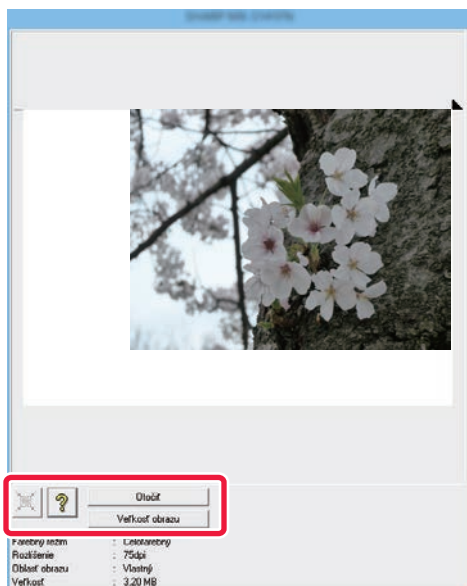 ?
Otočiť
Veľkosť obrazu
Farebný režim : Celofarebný
Rozlíšenie : 75dpi
Oblasť obrazu : Vlastný
Veľkosť : 3.20 MB